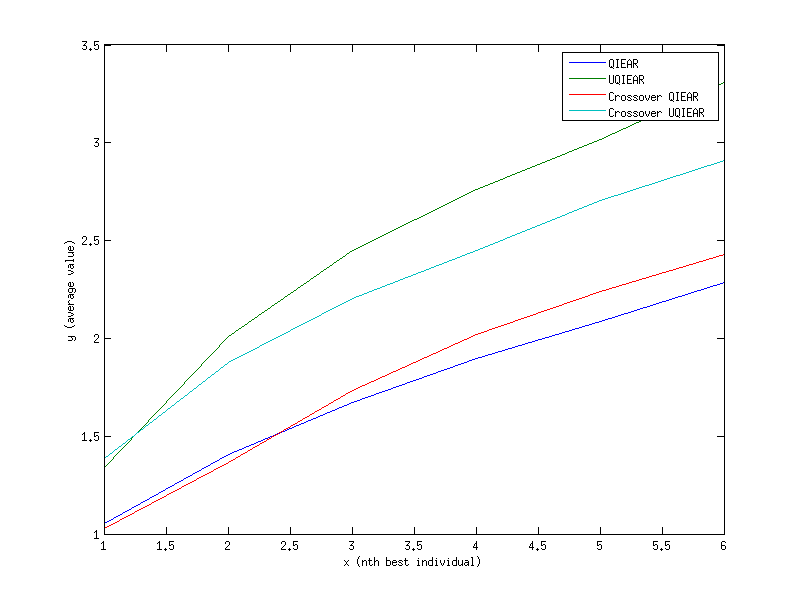 3.5
3
2.5
2
1.5
1
y (average value)
QIEAR
UQIEAR
Crossover QIEAR
Crossover UQIEAR
1 1.5 2 2.5 3 3.5 4 4.5 5 5.5 6
x (nth best individual)